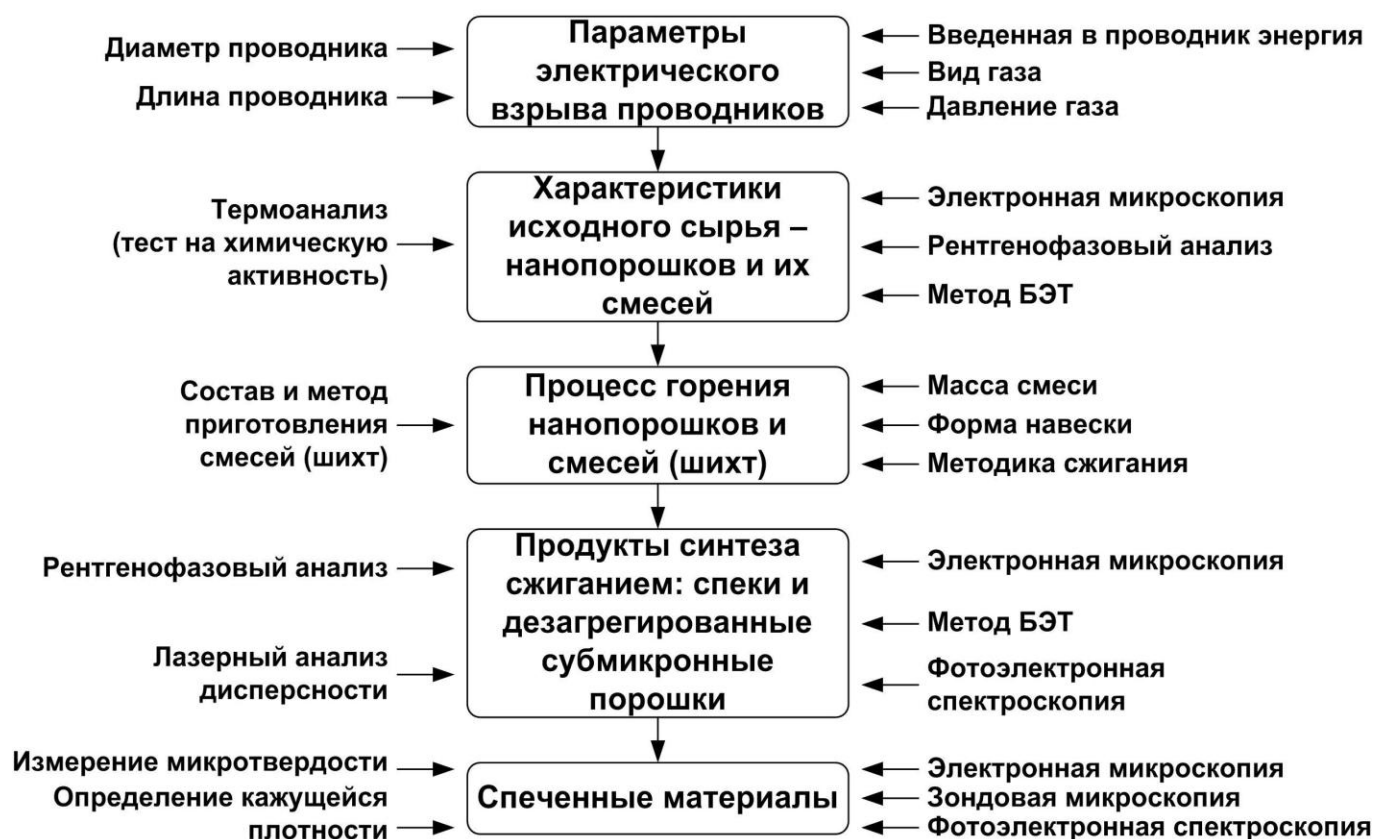 Диаметр проводника
Длина проводника
Параметры
электрического
взрыва проводников
Введенная в проводник энергия
Вид газа
Давление газа
Термоанализ
(тест на химическую
активность)
Характеристики
исходного сырья –
нанопорошков и их
смесей
Электронная микроскопия
Рентгенофазовый анализ
Метод БЭТ
Состав и метод
приготовления
смесей (шихт)
Процесс горения
нанопорошков и
смесей (шихт)
Масса смеси
Форма навески
Методика сжигания
Рентгенофазовый анализ
Лазерный анализ
дисперсности
Продукты синтеза
сжиганием: спеки и
дезагрегированные
субмикронные
порошки
Электронная микроскопия
Метод БЭТ
Фотоэлектронная
спектроскопия
Измерение микротвердости
Определение кажущейся
плотности
Спеченные материалы
Электронная микроскопия
Зондовая микроскопия
Фотоэлектронная спектроскопия